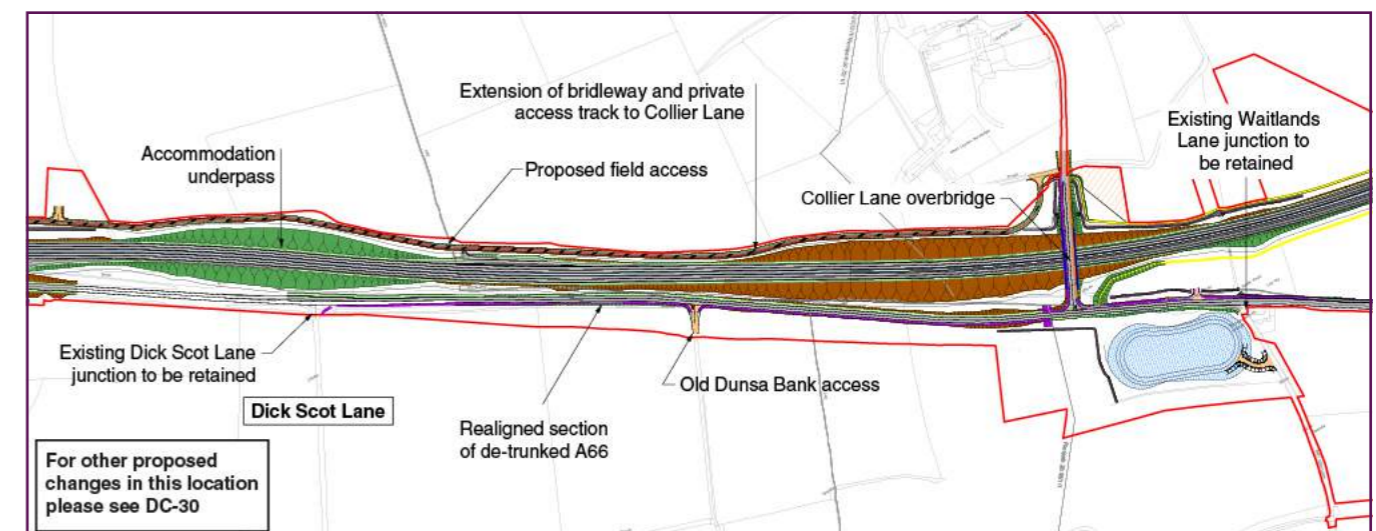 Extension of bridleway and private
access track to Collier Lane
Existing Waitlands
Lane junction to
be retained
Accommodation
underpass
Proposed field access
Collier Lane overbridge
Existing Dick Scot Lane
junction to be retained
Old Dunsa Bank access
Dick Scot Lane
Realigned section
of de-trunked A66
For other proposed
changes in this location
please see DC-30